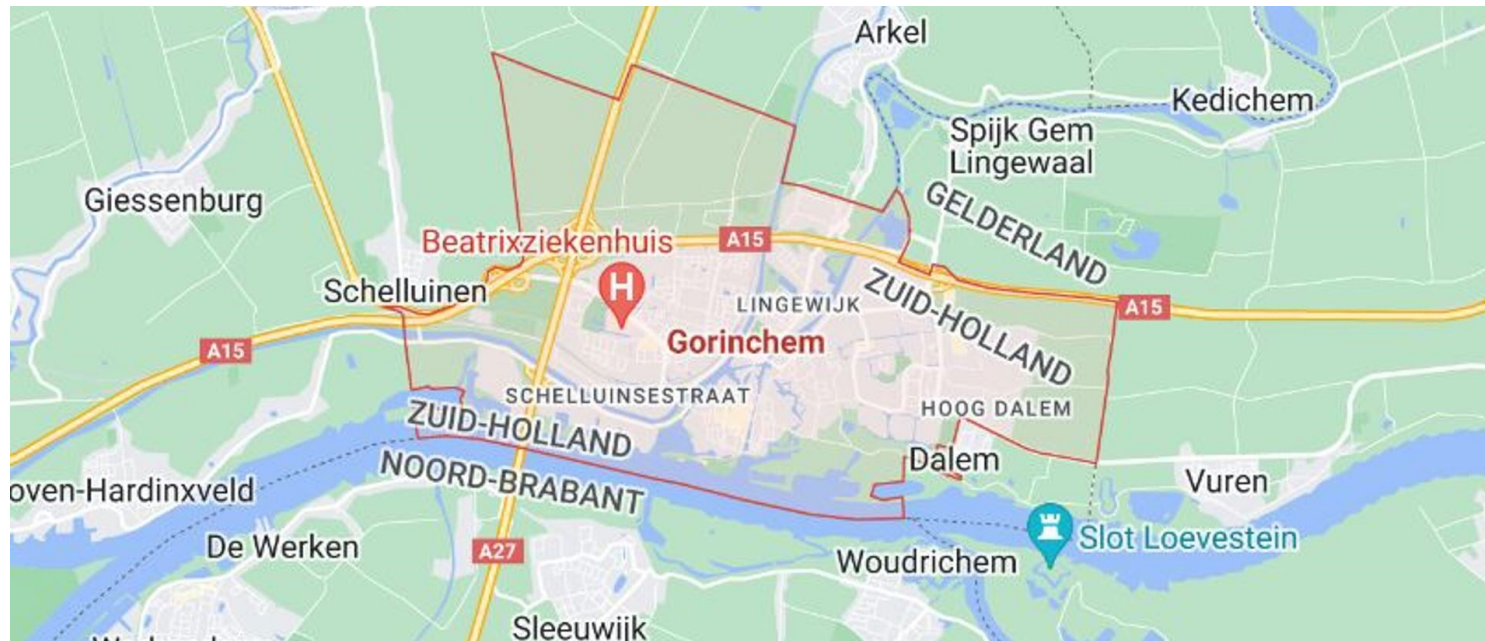 Arkel
Kedichem
Spijk Gem
Lingewaal
Giessenburg
GELDERLAND
Beatrixziekenhuis
A15
H
Schelluinen
LINGEWIJK
ZUID-HOLLAND
A15
Gorinchem
A15
SCHELLUINSESTRAAT
HOOG DALEM
ZUID-HOLLAND
Dalem
NOORD-BRABANT
Vuren
oven-Hardinxveld
Slot Loevestein
De Werken
A27
Woudrichem
Sleeuwijk